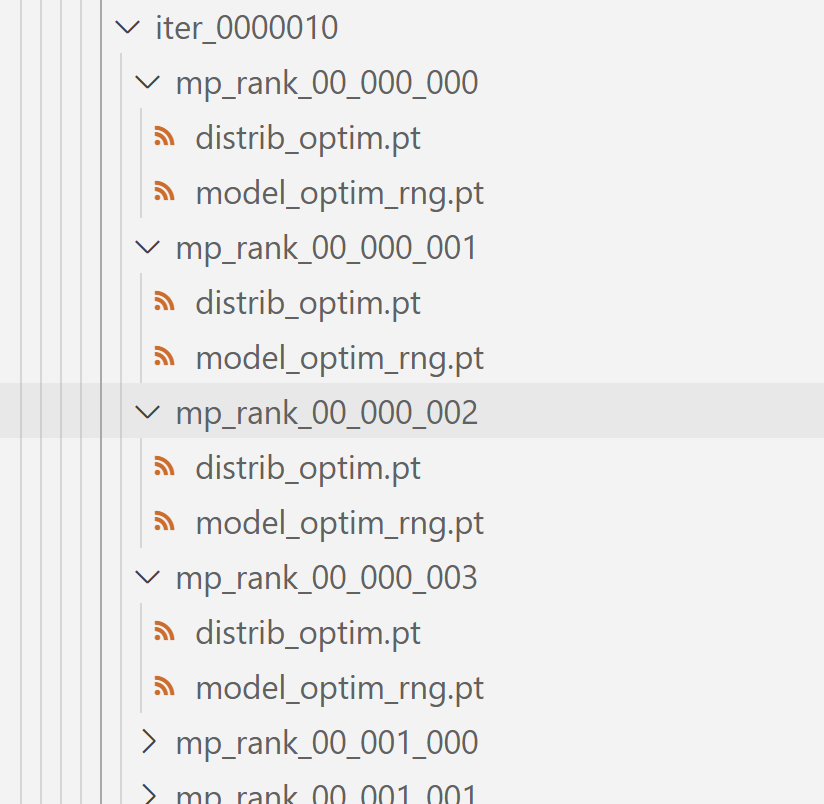 iter_0000010
mp_rank_00_000_000
distrib_optim.pt
model_optim_rng.pt
mp_rank_00_000_001
distrib_optim.pt
model_optim_rng.pt
mp_rank_00_000_002
distrib_optim.pt
model_optim_rng.pt
mp_rank_00_000_003
distrib_optim.pt
model_optim_rng.pt
mp_rank_00_001_000
mp_rank_00_001_001